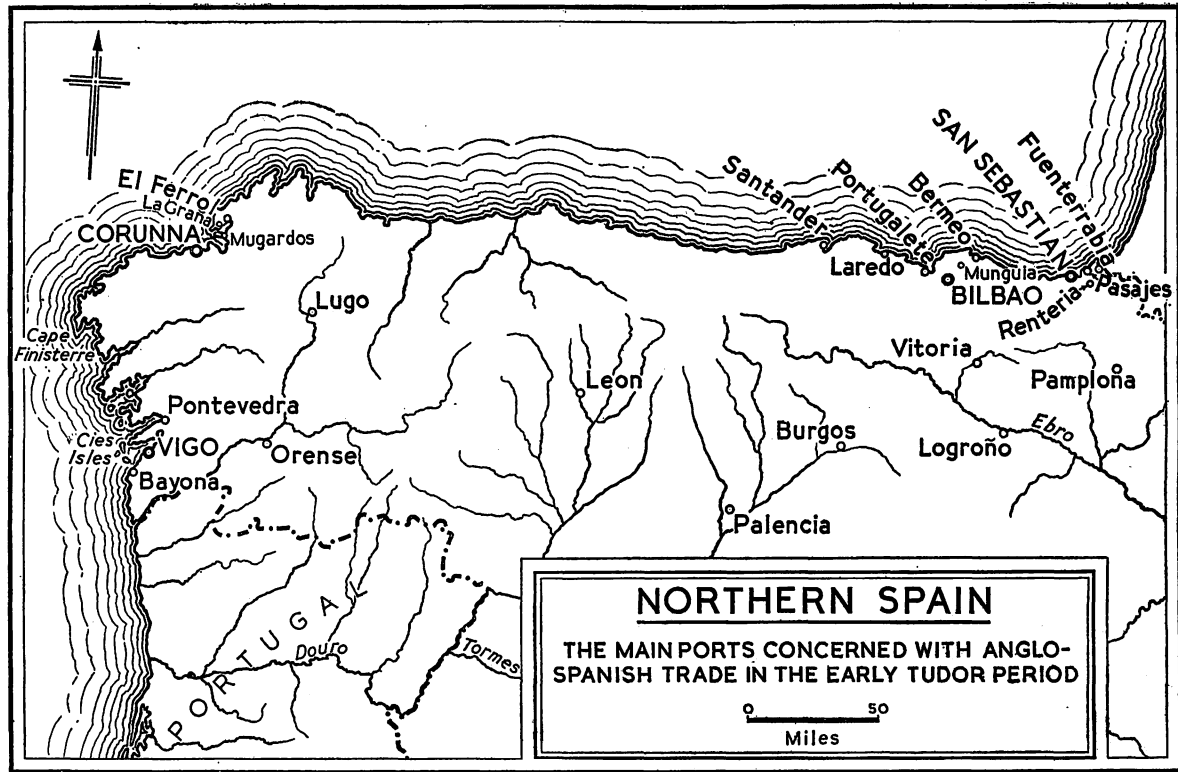 El Ferrol
La Graña
CORUNNA
Mugardos
Santander
Portugalete
Bermeo
SAN SEBASTIAN
Fuenterrabia
Laredo
Munguia
BILBAO
Pasajes
Renteria
Lugo
Cape
Finisterre
Vitoria
Pamplona
Leon
Pontevedra
Cies
Isles
VIGO
Orense
Bayona
Burgos
Logroño
Ebro
Palencia
PORTUGAL
Douro
Tormes
NORTHERN SPAIN
THE MAIN PORTS CONCERNED WITH ANGLO-
SPANISH TRADE IN THE EARLY TUDOR PERIOD
0 50
Miles